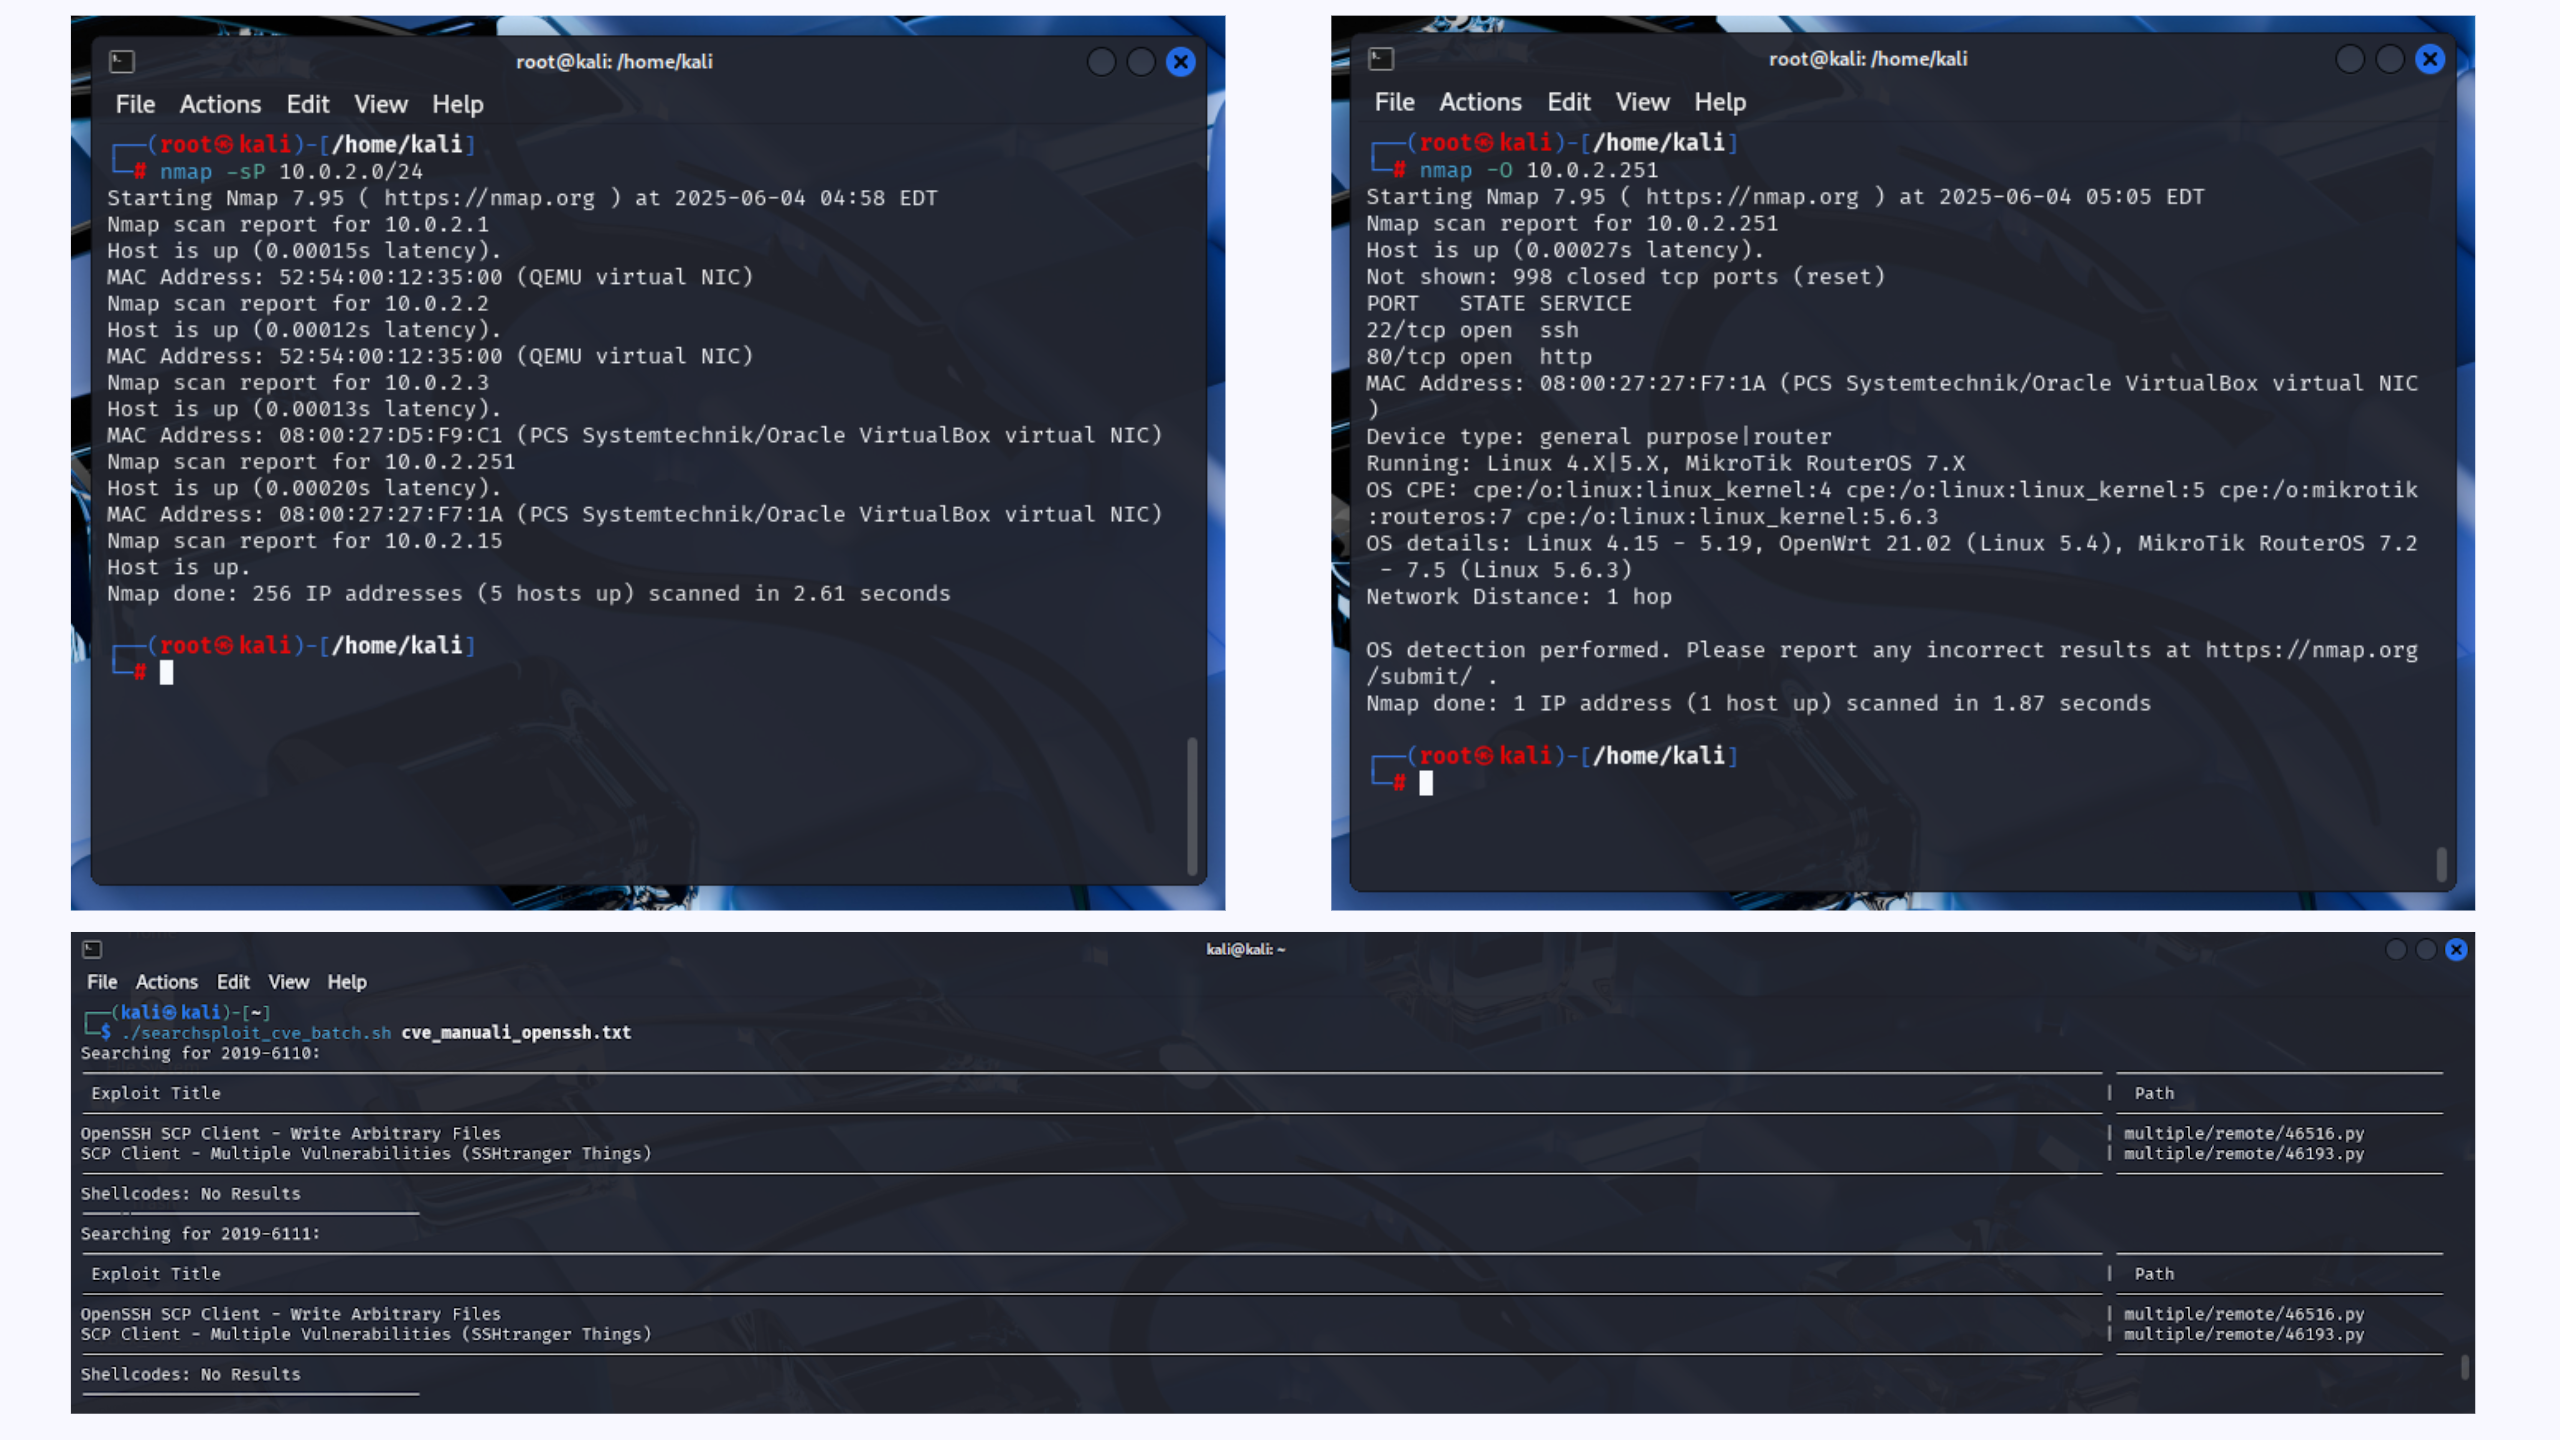 root@kali: /home/kali
File Actions Edit View Help
(root㉿kali)-[/home/kali]
# nmap -sP 10.0.2.0/24
Starting Nmap 7.95 ( https://nmap.org ) at 2025-06-04 04:58 EDT
Nmap scan report for 10.0.2.1
Host is up (0.00015s latency).
MAC Address: 52:54:00:12:35:00 (QEMU virtual NIC)
Nmap scan report for 10.0.2.2
Host is up (0.00012s latency).
MAC Address: 52:54:00:12:35:00 (QEMU virtual NIC)
Nmap scan report for 10.0.2.3
Host is up (0.00013s latency).
MAC Address: 08:00:27:D5:F9:C1 (PCS Systemtechnik/Oracle VirtualBox virtual NIC)
Nmap scan report for 10.0.2.251
Host is up (0.00020s latency).
MAC Address: 08:00:27:27:F7:1A (PCS Systemtechnik/Oracle VirtualBox virtual NIC)
Nmap scan report for 10.0.2.15
Host is up.
Nmap done: 256 IP addresses (5 hosts up) scanned in 2.61 seconds
(root㉿kali)-[/home/kali]
#
root@kali: /home/kali
File Actions Edit View Help
(root㉿kali)-[/home/kali]
# nmap -O 10.0.2.251
Starting Nmap 7.95 ( https://nmap.org ) at 2025-06-04 05:05 EDT
Nmap scan report for 10.0.2.251
Host is up (0.00027s latency).
Not shown: 998 closed tcp ports (reset)
PORT STATE SERVICE
22/tcp open ssh
80/tcp open http
MAC Address: 08:00:27:27:F7:1A (PCS Systemtechnik/Oracle VirtualBox virtual NIC
)
Device type: general purpose|router
Running: Linux 4.X|5.X, MikroTik RouterOS 7.X
OS CPE: cpe:/o:linux:linux_kernel:4 cpe:/o:linux:linux_kernel:5 cpe:/o:mikrotik
:routeros:7 cpe:/o:linux:linux_kernel:5.6.3
OS details: Linux 4.15 - 5.19, OpenWrt 21.02 (Linux 5.4), MikroTik RouterOS 7.2
- 7.5 (Linux 5.6.3)
Network Distance: 1 hop
OS detection performed. Please report any incorrect results at https://nmap.org
/submit/ .
Nmap done: 1 IP address (1 host up) scanned in 1.87 seconds
(root㉿kali)-[/home/kali]
#
kali@kali: ~
File Actions Edit View Help
(kali㉿kali)-[~]
$ ./searchsploit_cve_batch.sh cve_manuali_openssh.txt
Searching for 2019-6110:
Exploit Title | Path
OpenSSH SCP Client - Write Arbitrary Files | multiple/remote/46516.py
SCP Client - Multiple Vulnerabilities (SSHtranger Things) | multiple/remote/46193.py
Shellcodes: No Results
Searching for 2019-6111:
Exploit Title | Path
OpenSSH SCP Client - Write Arbitrary Files | multiple/remote/46516.py
SCP Client - Multiple Vulnerabilities (SSHtranger Things) | multiple/remote/46193.py
Shellcodes: No Results